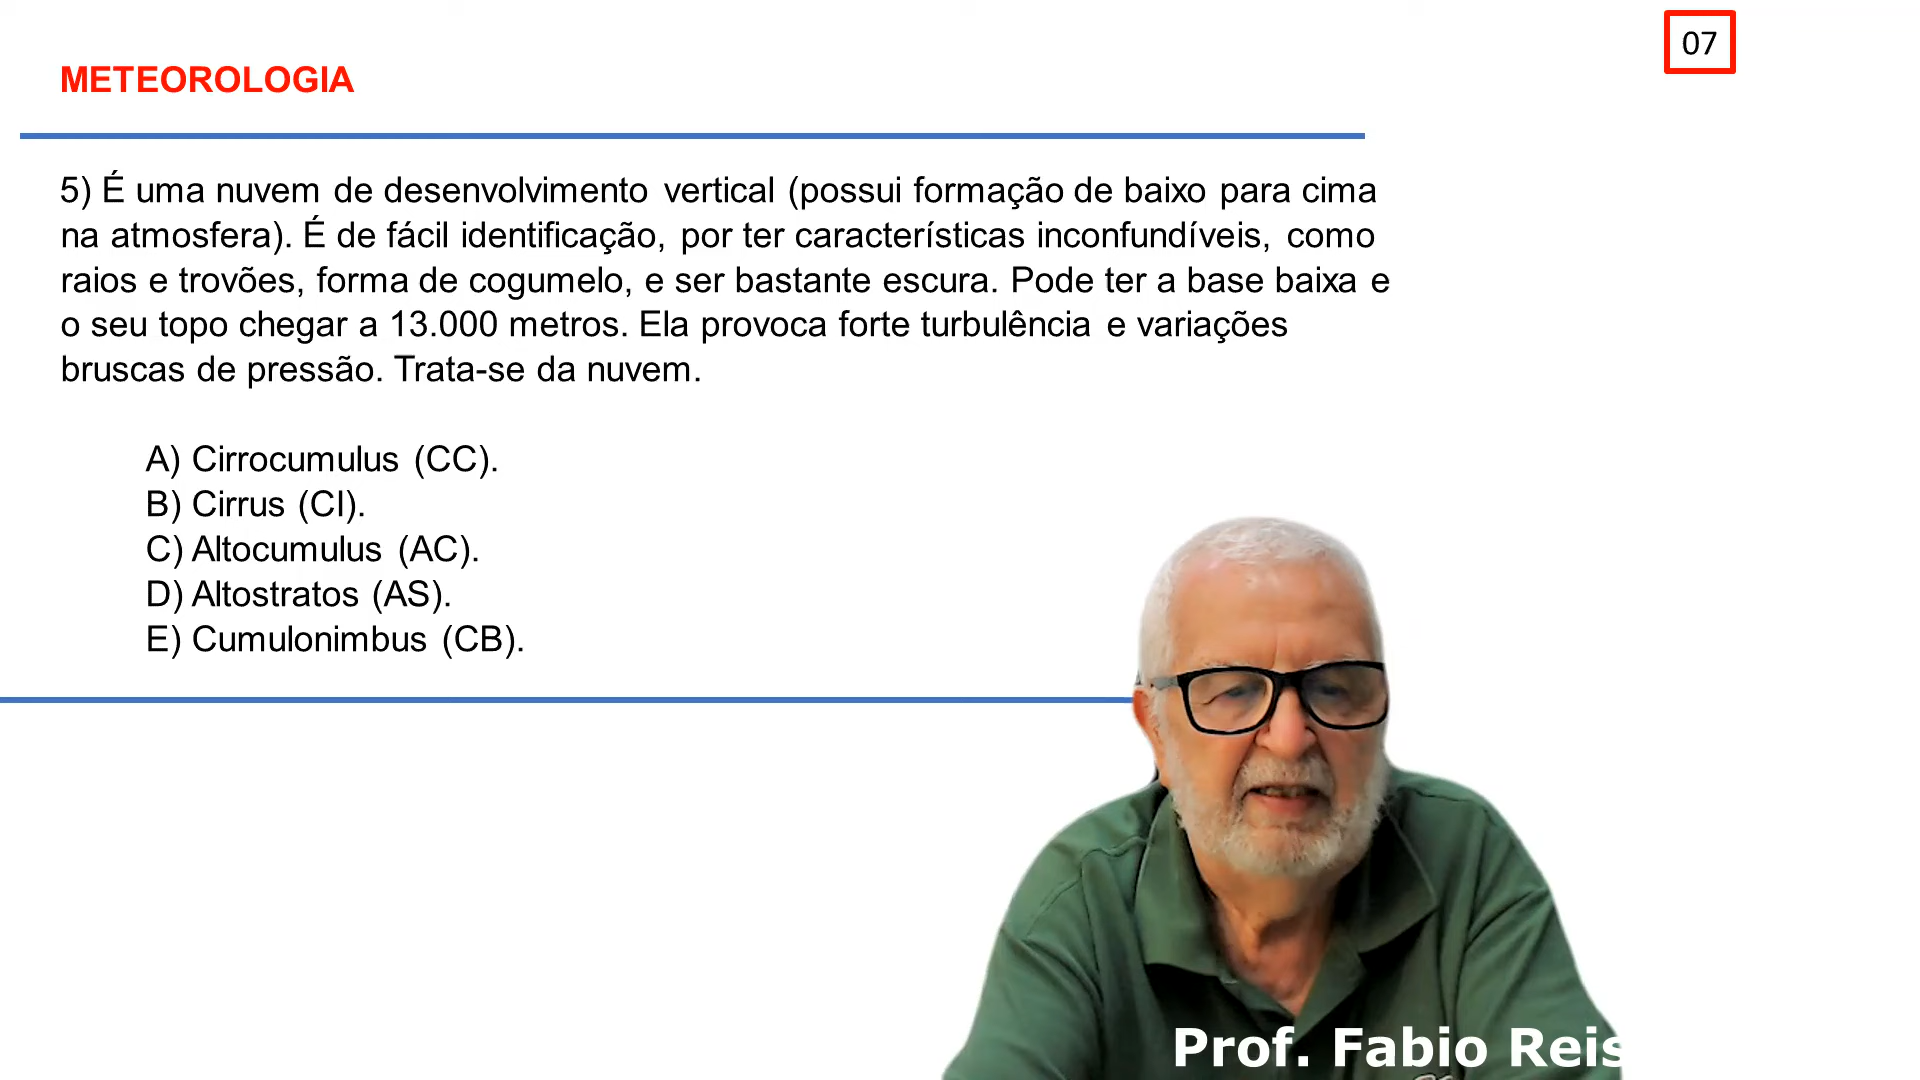 07
METEOROLOGIA
5) É uma nuvem de desenvolvimento vertical (possui formação de baixo para cima
na atmosfera). É de fácil identificação, por ter características inconfundíveis, como
raios e trovões, forma de cogumelo, e ser bastante escura. Pode ter a base baixa e
o seu topo chegar a 13.000 metros. Ela provoca forte turbulência e variações
bruscas de pressão. Trata-se da nuvem.
A) Cirrocumulus (CC).
B) Cirrus (CI).
C) Altocumulus (AC).
D) Altostratos (AS).
E) Cumulonimbus (CB).
Prof. Fabio Reis